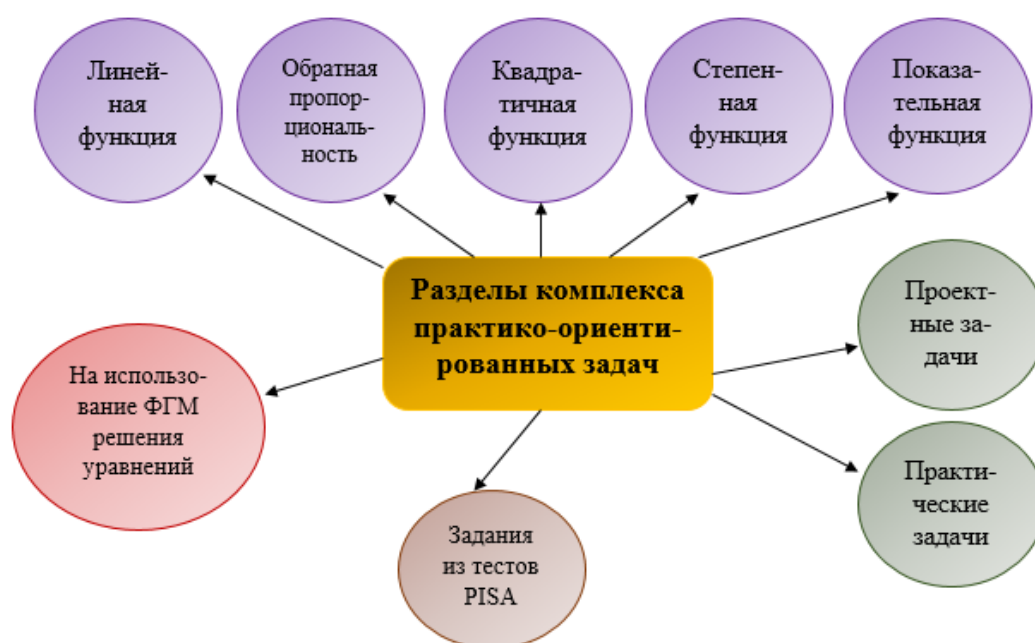 Линей-
ная
функция
Обратная
пропор-
циональ-
ность
Квадра-
тичная
функция
Степен-
ная
функция
Показа-
тельная
функция
Разделы комплекса
практико-ориенти-
рованных задач
Проект-
ные за-
дачи
На использо-
вание ФГМ
решения
уравнений
Практи-
ческие
задачи
Задания
из тестов
PISA